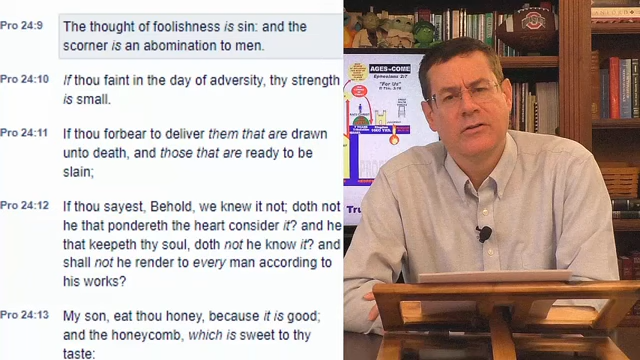 Pro 24:9 The thought of foolishness is sin: and the
scorner is an abomination to men.
Pro 24:10 If thou faint in the day of adversity, thy strength
is small.
Pro 24:11 If thou forbear to deliver them that are drawn
unto death, and those that are ready to be
slain;
Pro 24:12 If thou sayest, Behold, we knew it not; doth not
he that pondereth the heart consider it? and he
that keepeth thy soul, doth not he know it? and
shall not he render to every man according to
his works?
Pro 24:13 My son, eat thou honey, because it is good;
and the honeycomb, which is sweet to thy
taste:
AGES to COME
Ephesians 2:7
"For Us"
Tru